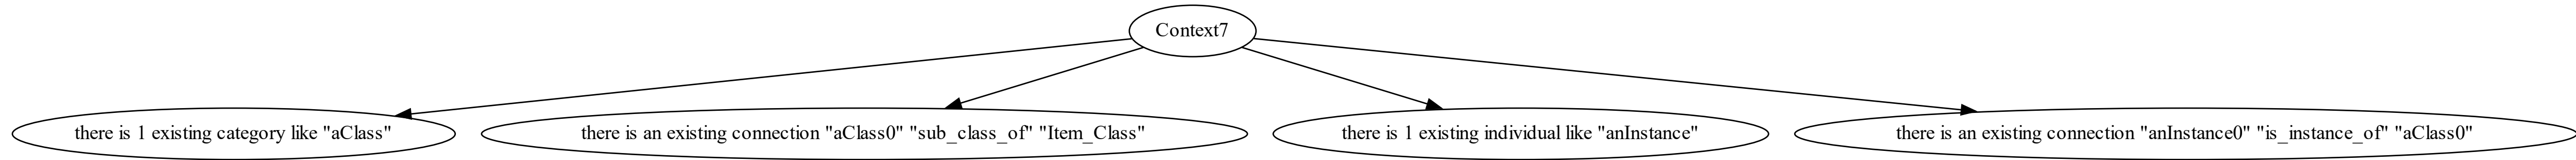 Context7
there is 1 existing category like "aClass"
there is an existing connection "aClass0" "sub_class_of" "Item_Class"
there is 1 existing individual like "anInstance"
there is an existing connection "anInstance0" "is_instance_of" "aClass0"